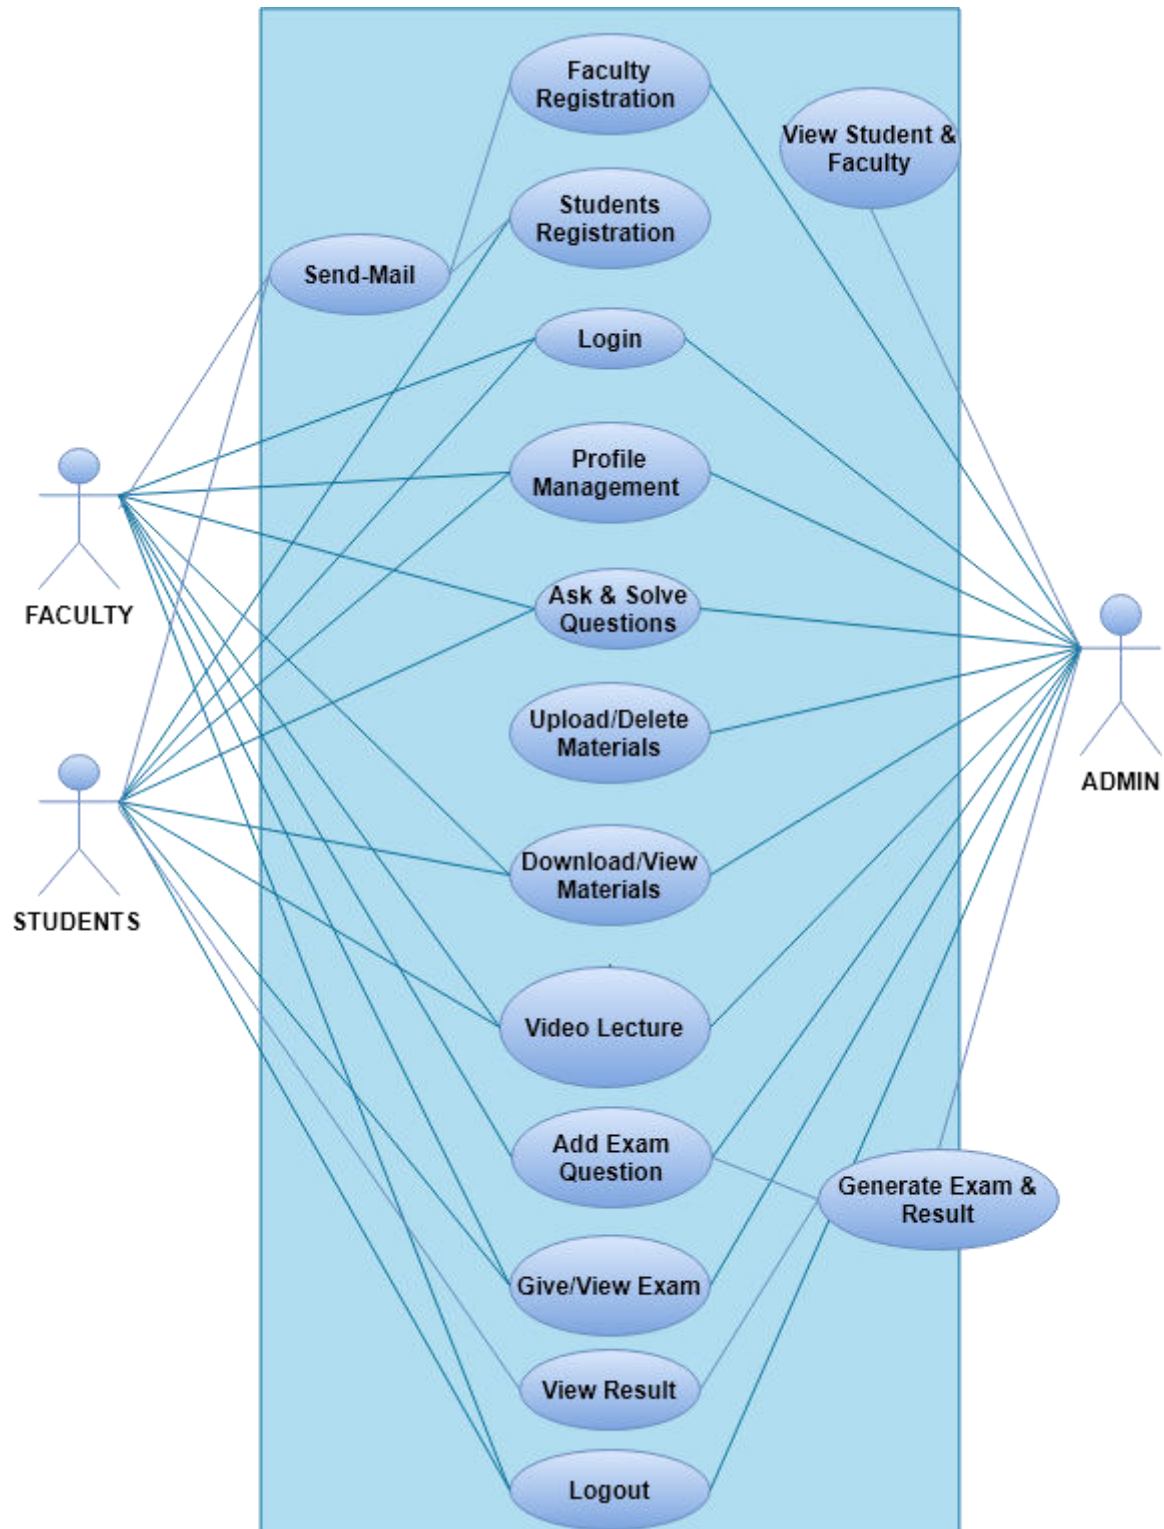 Faculty
Registration
View Student &
Faculty
Students
Registration
Send-Mail
Login
Profile
Management
FACULTY
Ask & Solve
Questions
ADMIN
Upload/Delete
Materials
Download/View
Materials
STUDENTS
Video Lecture
Add Exam
Question
Generate Exam &
Result
Give/View Exam
View Result
Logout